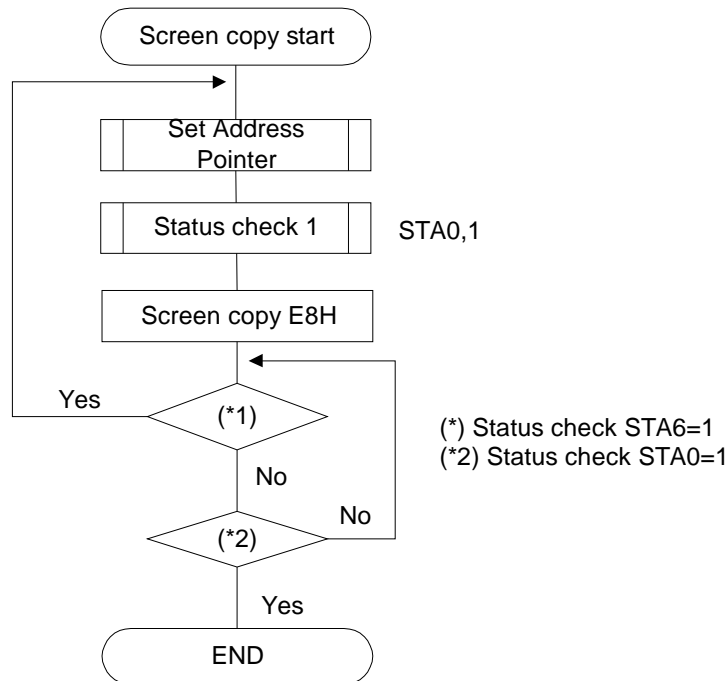 Screen copy start
Set Address
Pointer
Status check 1
STA0,1
Screen copy E8H
Yes
(*1)
(*) Status check STA6=1
(*2) Status check STA0=1
No
No
(*2)
Yes
END